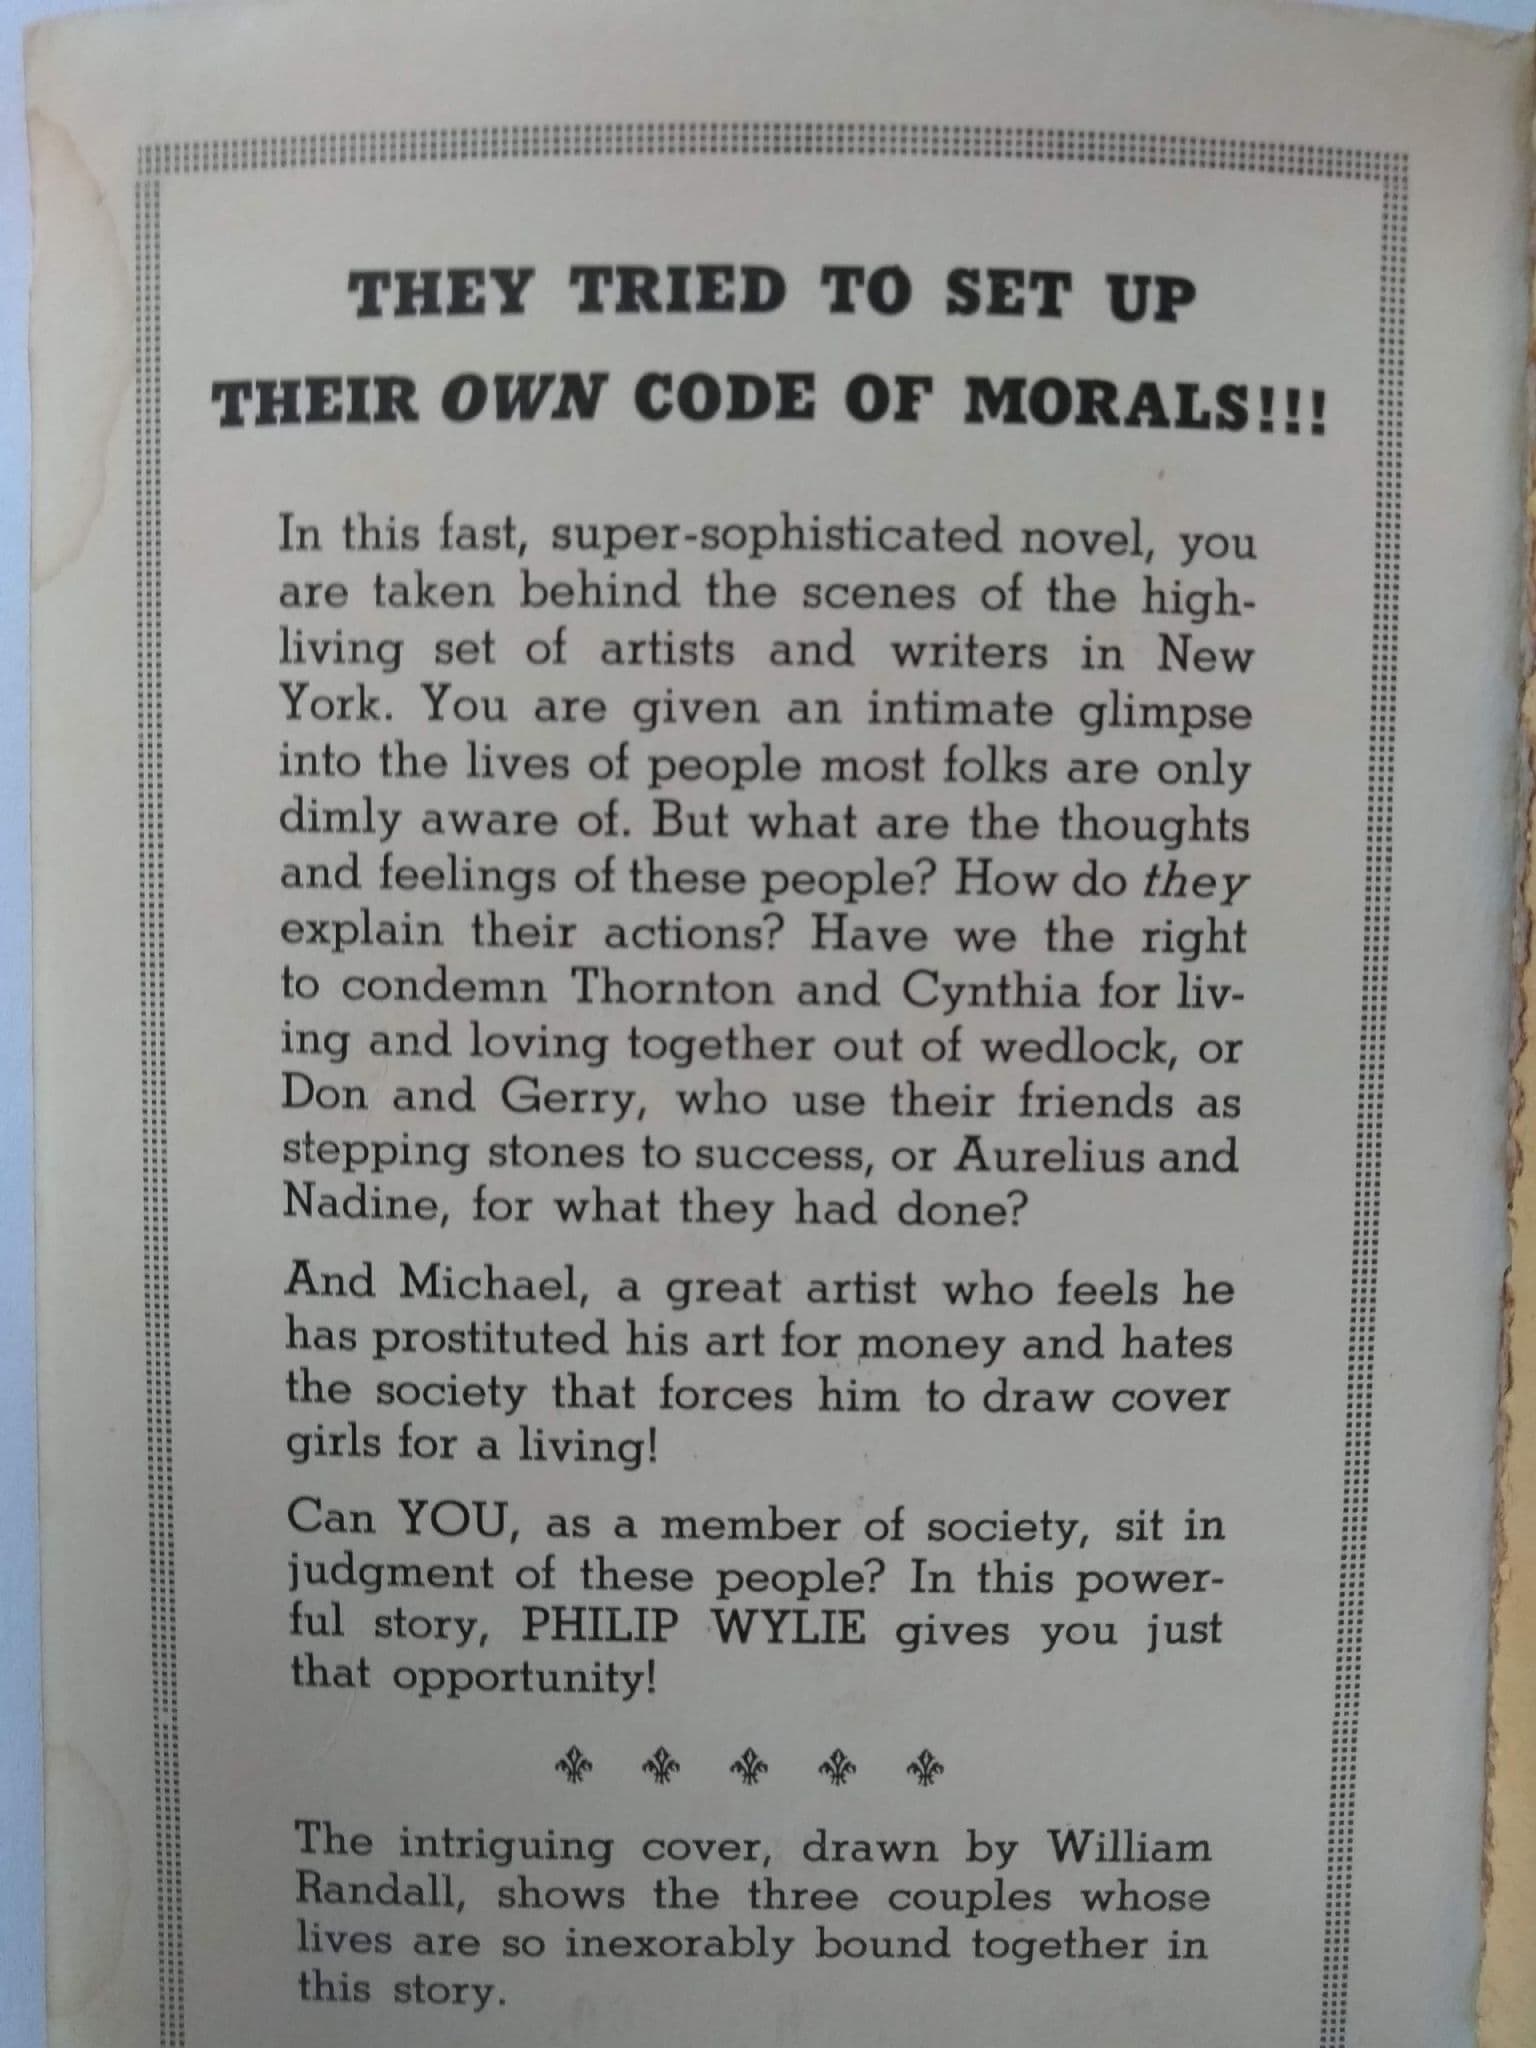 THEY TRIED TO SET UP
THEIR OWN CODE OF MORALS!!!
In this fast, super-sophisticated novel, you
are taken behind the scenes of the high-
living set of artists and writers in New
York. You are given an intimate glimpse
into the lives of people most folks are only
dimly aware of. But what are the thoughts
and feelings of these people? How do they
explain their actions? Have we the right
to condemn Thornton and Cynthia for liv-
ing and loving together out of wedlock, or
Don and Gerry, who use their friends as
stepping stones to success, or Aurelius and
Nadine, for what they had done?
And Michael, a great artist who feels he
has prostituted his art for money and hates
the society that forces him to draw cover
girls for a living!
Can YOU, as a member of society, sit in
judgment of these people? In this power-
ful story, PHILIP WYLIE gives you just
that opportunity!
The intriguing cover, drawn by William
Randall, shows the three couples whose
lives are so inexorably bound together in
this story.